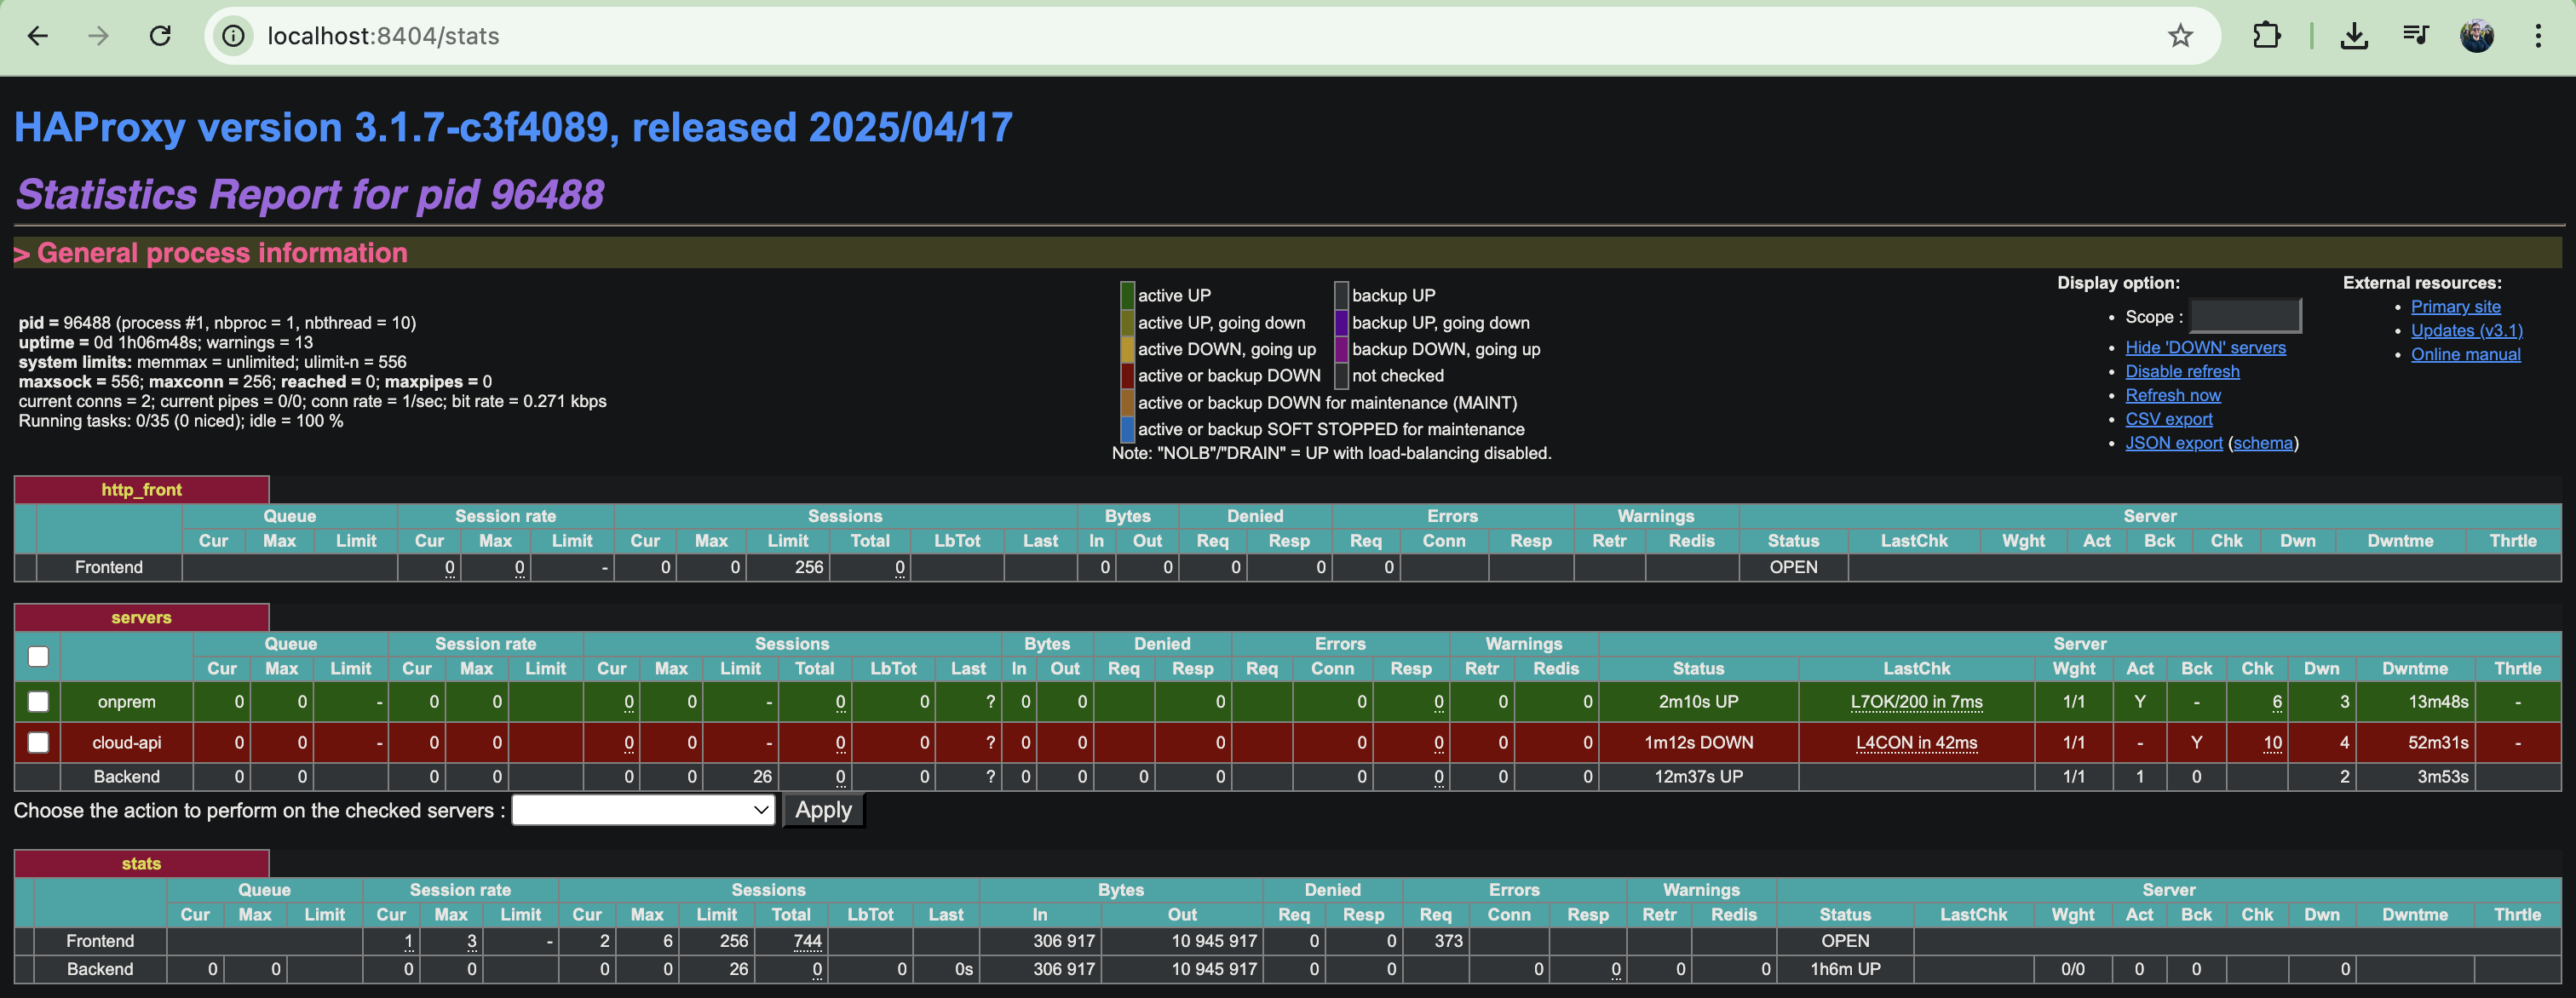 localhost:8404/stats
HAProxy version 3.1.7-c3f4089, released 2025/04/17
Statistics Report for pid 96488
> General process information
pid = 96488 (process #1, nbproc = 1, nbthread = 10)
uptime = 0d 1h06m48s; warnings = 13
system limits: memmax = unlimited; ulimit-n = 556
maxsock = 556; maxconn = 256; reached = 0; maxpipes = 0
current conns = 2; current pipes = 0/0; conn rate = 1/sec; bit rate = 0.271 kbps
Running tasks: 0/35 (0 niced); idle = 100 %
active UP backup UP
active UP, going down backup UP, going down
active DOWN, going up backup DOWN, going up
active or backup DOWN not checked
active or backup DOWN for maintenance (MAINT)
active or backup SOFT STOPPED for maintenance
Note: "NOLB"/"DRAIN" = UP with load-balancing disabled.
Display option:
• Scope :
• Hide 'DOWN' servers
• Disable refresh
• Refresh now
• CSV export
• JSON export (schema)
External resources:
• Primary site
• Updates (v3.1)
• Online manual
http_front
Queue Session rate Sessions Bytes Denied Errors Warnings Server
Cur Max Limit Cur Max Limit Cur Max Limit Total LbTot Last In Out Req Resp Req Conn Resp Retr Redis Status LastChk Wght Act Bck Chk Dwn Dwntme Thrtle
Frontend 0 0 - 0 0 256 0 0 0 0 0 0 OPEN
servers
Queue Session rate Sessions Bytes Denied Errors Warnings Server
Cur Max Limit Cur Max Limit Cur Max Limit Total LbTot Last In Out Req Resp Req Conn Resp Retr Redis Status LastChk Wght Act Bck Chk Dwn Dwntme Thrtle
onprem 0 0 - 0 0 0 0 - 0 0 ? 0 0 0 0 0 0 0 2m10s UP L7OK/200 in 7ms 1/1 Y - 6 3 13m48s -
cloud-api 0 0 - 0 0 0 0 - 0 0 ? 0 0 0 0 0 0 0 1m12s DOWN L4CON in 42ms 1/1 - Y 10 4 52m31s -
Backend 0 0 0 0 0 0 26 0 0 ? 0 0 0 0 0 0 0 0 12m37s UP 1/1 1 0 2 3m53s
Choose the action to perform on the checked servers : Apply
stats
Queue Session rate Sessions Bytes Denied Errors Warnings Server
Cur Max Limit Cur Max Limit Cur Max Limit Total LbTot Last In Out Req Resp Req Conn Resp Retr Redis Status LastChk Wght Act Bck Chk Dwn Dwntme Thrtle
Frontend 1 3 - 2 6 256 744 306 917 10 945 917 0 0 373 OPEN
Backend 0 0 0 0 0 0 26 0 0 0s 306 917 10 945 917 0 0 0 0 0 0 1h6m UP 0/0 0 0 0